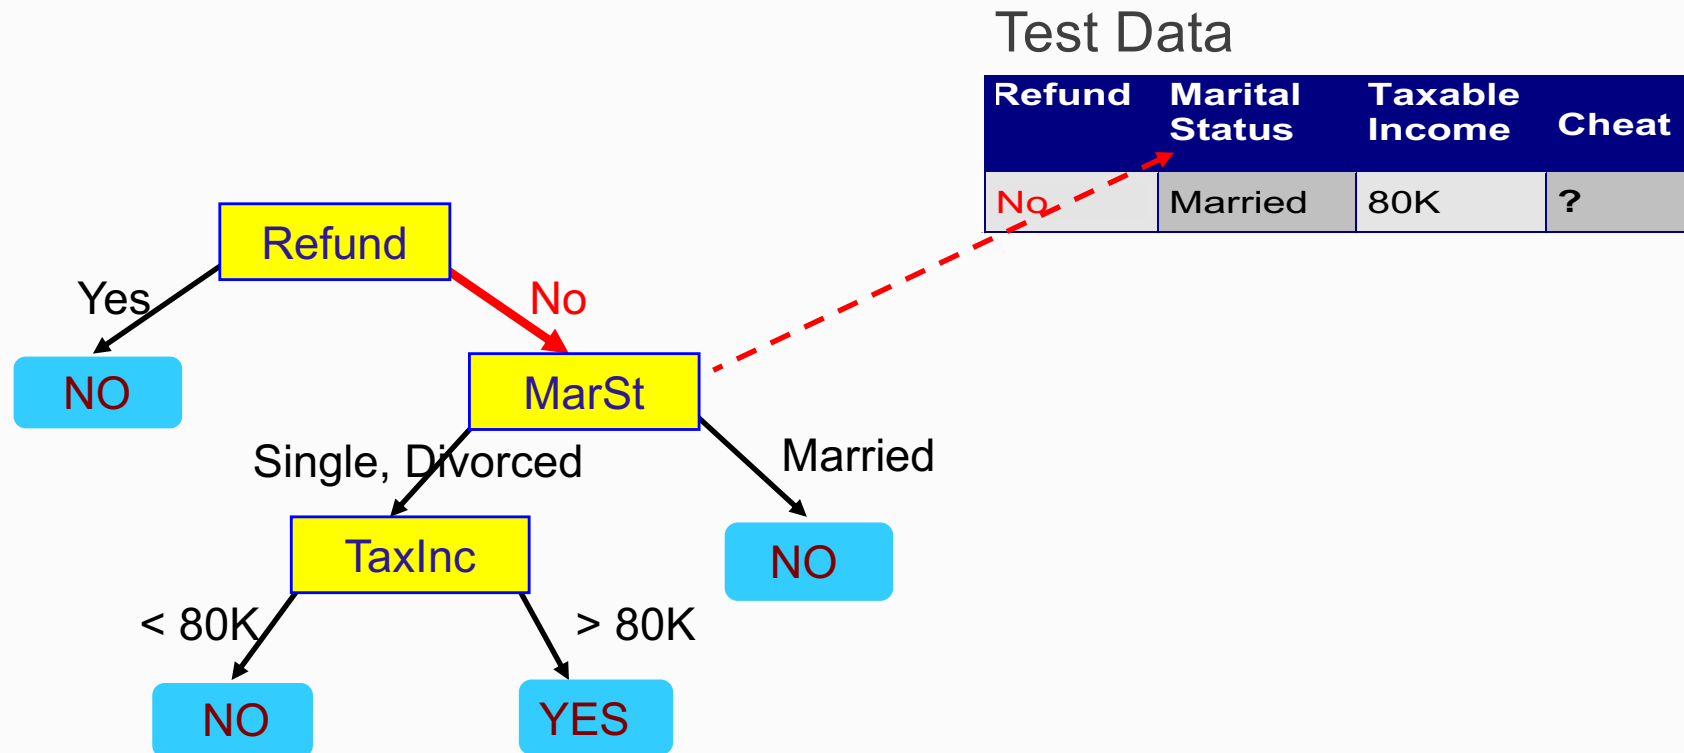 Test Data
Refund Marital Status Taxable Income Cheat
No Married 80K ?
Refund
Yes No
NO MarSt
Single, Divorced Married
TaxInc NO
< 80K > 80K
NO YES